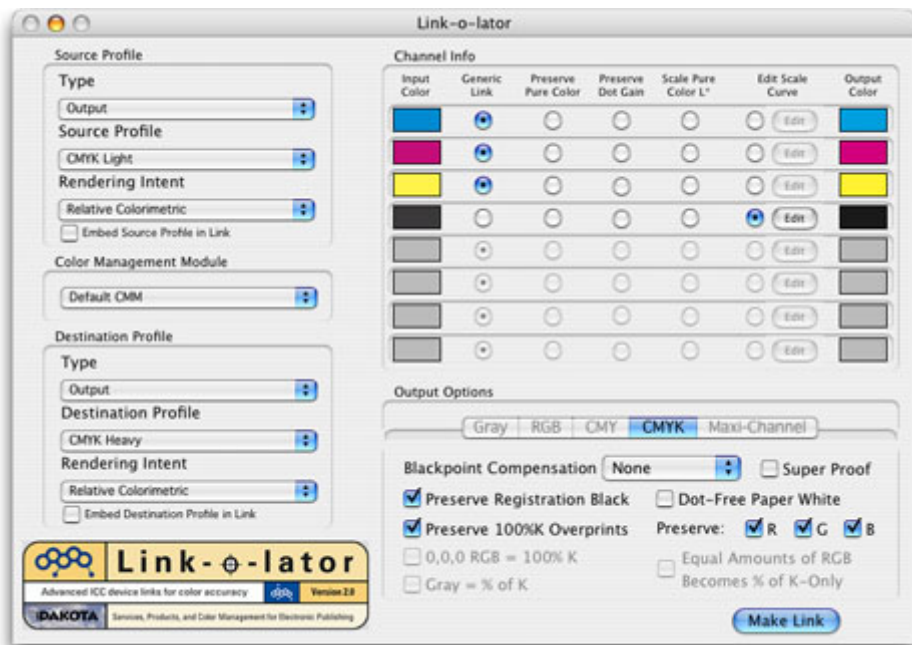 Link-o-lator
Source Profile
Type
Output
Source Profile
CMYK Light
Rendering Intent
Relative Colorimetric
Embed Source Profile in Link
Color Management Module
Default CMM
Destination Profile
Type
Output
Destination Profile
CMYK Heavy
Rendering Intent
Relative Colorimetric
Embed Destination Profile in Link
Link-o-lator
Advanced ICC device links for color accuracy
Version 2.0
DAKOTA
Services, Products, and Color Management for Electronic Publishing
Channel Info
Input Color Generic Link Preserve Pure Color Preserve Dot Gain Scale Pure Color L* Edit Scale Curve Output Color
Edit
Edit
Edit
Edit
Edit
Edit
Edit
Edit
Output Options
Gray RGB CMY CMYK Maxi-Channel
Blackpoint Compensation None Super Proof
Preserve Registration Black Dot-Free Paper White
Preserve 100%K Overprints Preserve: R G B
0,0,0 RGB = 100% K
Gray = % of K
Equal Amounts of RGB
Becomes % of K-Only
Make Link